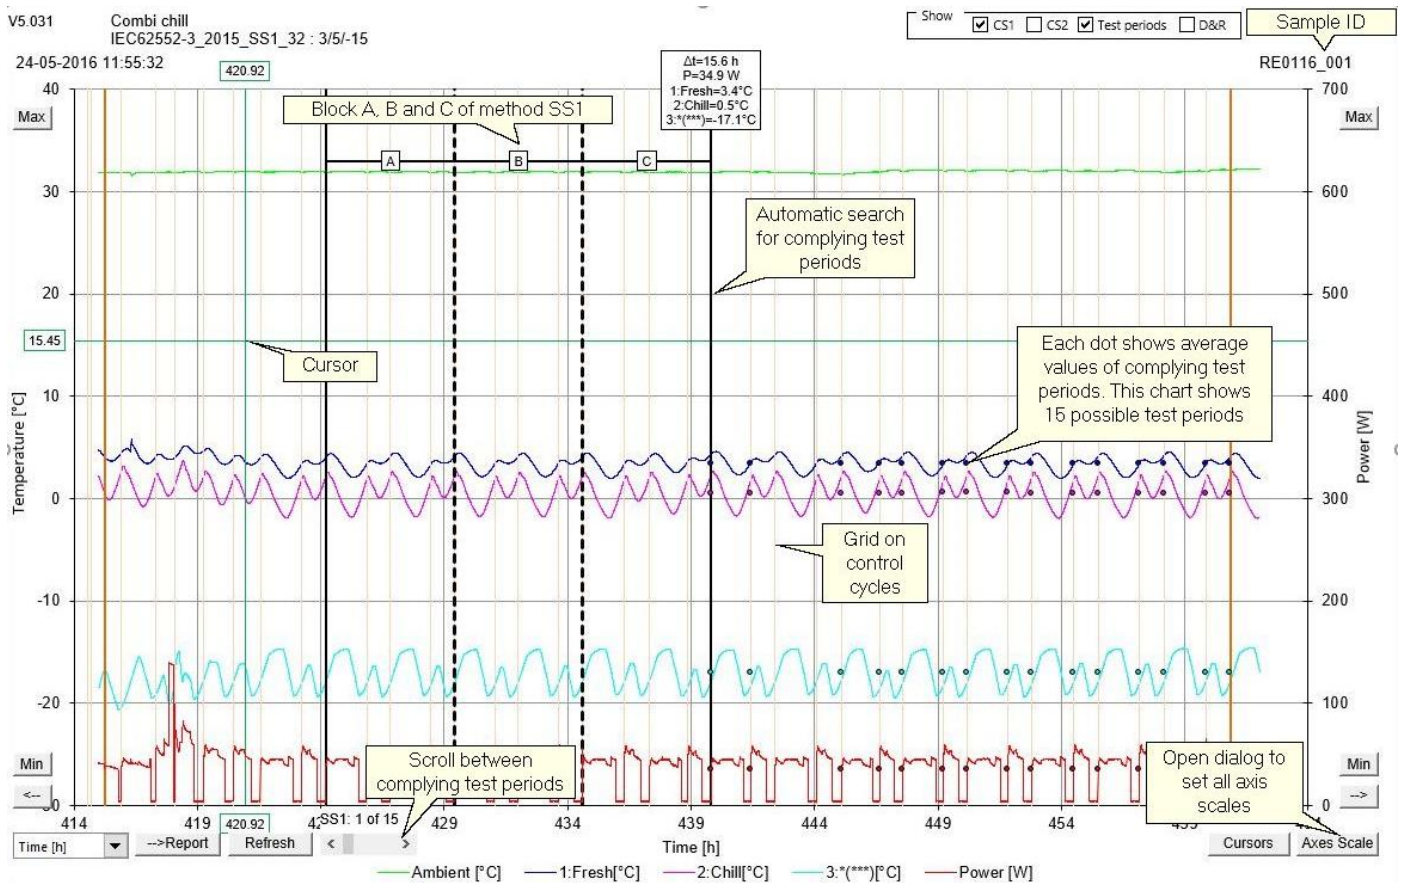 V5.031
Combi chill
IEC62552-3_2015_SS1_32 : 3/5/-15
24-05-2016 11:55:32
Show
CS1
CS2
Test periods
D&R
Sample ID
RE0116_001
420.92
Δt=15.6 h
P=34.9 W
1:Fresh=3.4°C
2:Chill=0.5°C
3:*(***)=-17.1°C
Block A, B and C of method SS1
40
700
Max
Max
A
B
C
30
600
Automatic search
for complying test
periods
20
500
15.45
Cursor
Each dot shows average
values of complying test
periods. This chart shows
15 possible test periods
10
400
Temperature [°C]
Power [W]
0
300
Grid on
control
cycles
-10
200
-20
100
Min
Min
<--
-->
0
Scroll between
complying test periods
Open dialog to
set all axis
scales
414
419
420.92
SS1: 1 of 15
429
434
439
444
449
Time [h]
-->Report
Refresh
<
>
Time [h]
Cursors
Axes Scale
Ambient [°C]
1:Fresh[°C]
2:Chill[°C]
3:*(***)[°C]
Power [W]